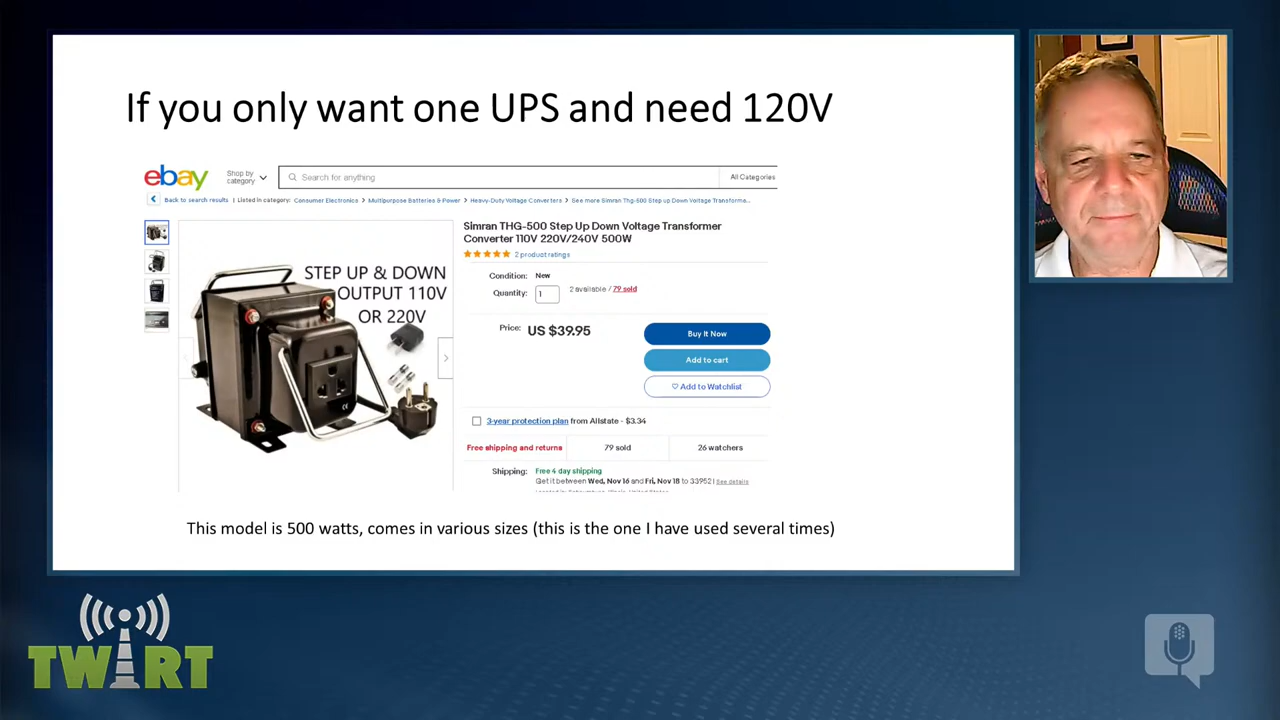 If you only want one UPS and need 120V
ebay
Shop by
category
Search for anything
All Categories
Back to search results | Listed in category: Consumer Electronics > Multipurpose Batteries & Power > Heavy-Duty Voltage Converters > See more Simran Thg-500 Step up Down Voltage Transforme...
Simran THG-500 Step Up Down Voltage Transformer
Converter 110V 220V/240V 500W
2 product ratings
STEP UP & DOWN
OUTPUT 110V
OR 220V
Condition: New
Quantity: 1 2 available / 79 sold
Price: US $39.95
Buy It Now
Add to cart
Add to Watchlist
3-year protection plan from Allstate - $3.34
Free shipping and returns 79 sold 26 watchers
Shipping: Free 4 day shipping
Get it between Wed, Nov 16 and Fri, Nov 18 to 33952 | See details
This model is 500 watts, comes in various sizes (this is the one I have used several times)
TWiRT